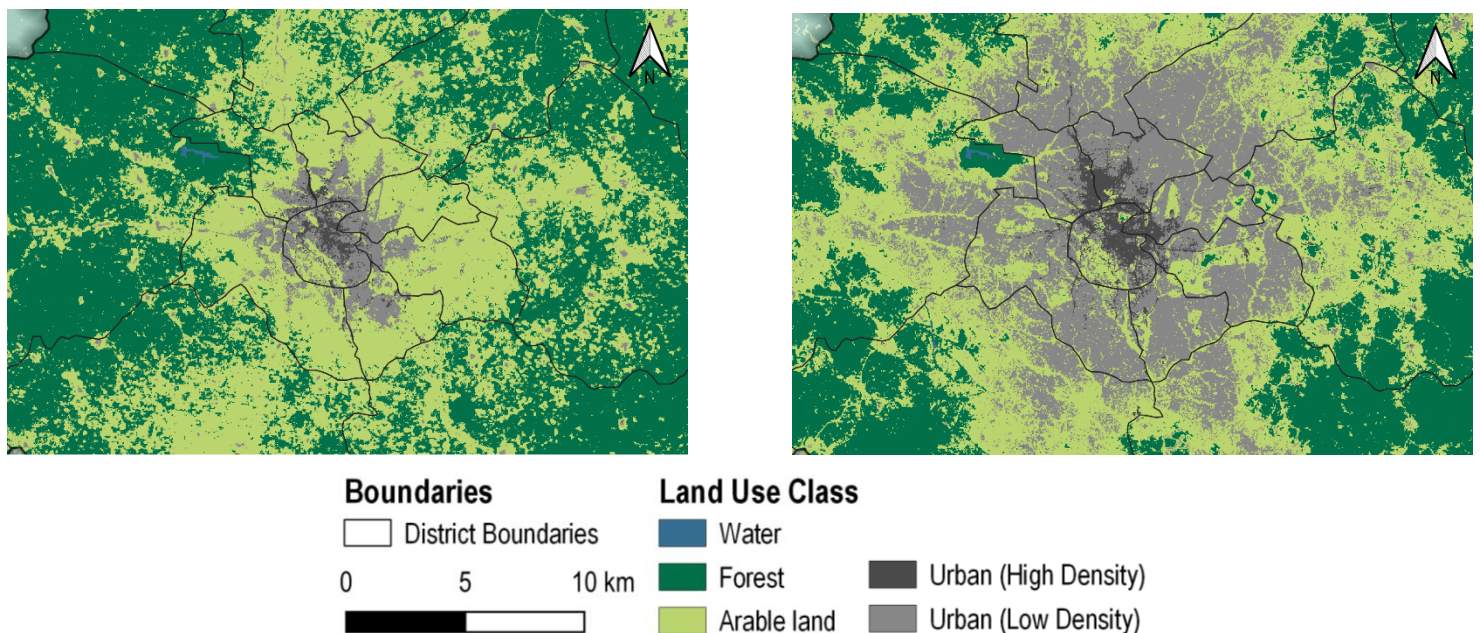 N
N
Boundaries
District Boundaries
0 5 10 km
Land Use Class
Water
Forest
Arable land
Urban (High Density)
Urban (Low Density)